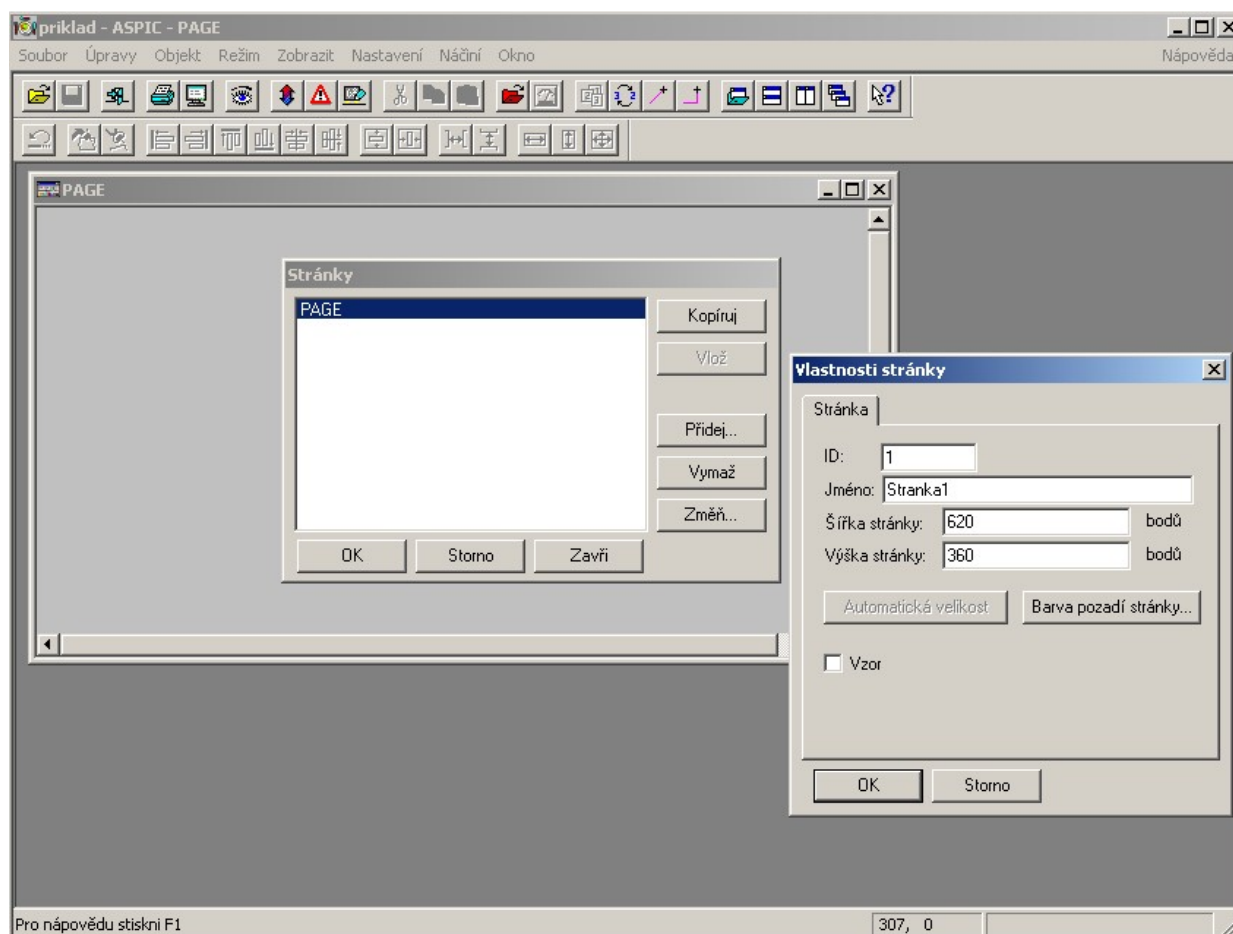 priklad - ASPIC - PAGE
Soubor Úpravy Objekt Režim Zobrazit Nastavení Náčiní Okno Nápověda
PAGE
Stránky
PAGE
Kopíruj
Vlož
Přidej...
Vymaž
Změň...
OK Storno Zavři
Vlastnosti stránky
Stránka
ID: 1
Jméno: Stranka1
Šířka stránky: 620 bodů
Výška stránky: 360 bodů
Automatická velikost Barva pozadí stránky...
Vzor
OK Storno
Pro nápovědu stiskni F1 307, 0